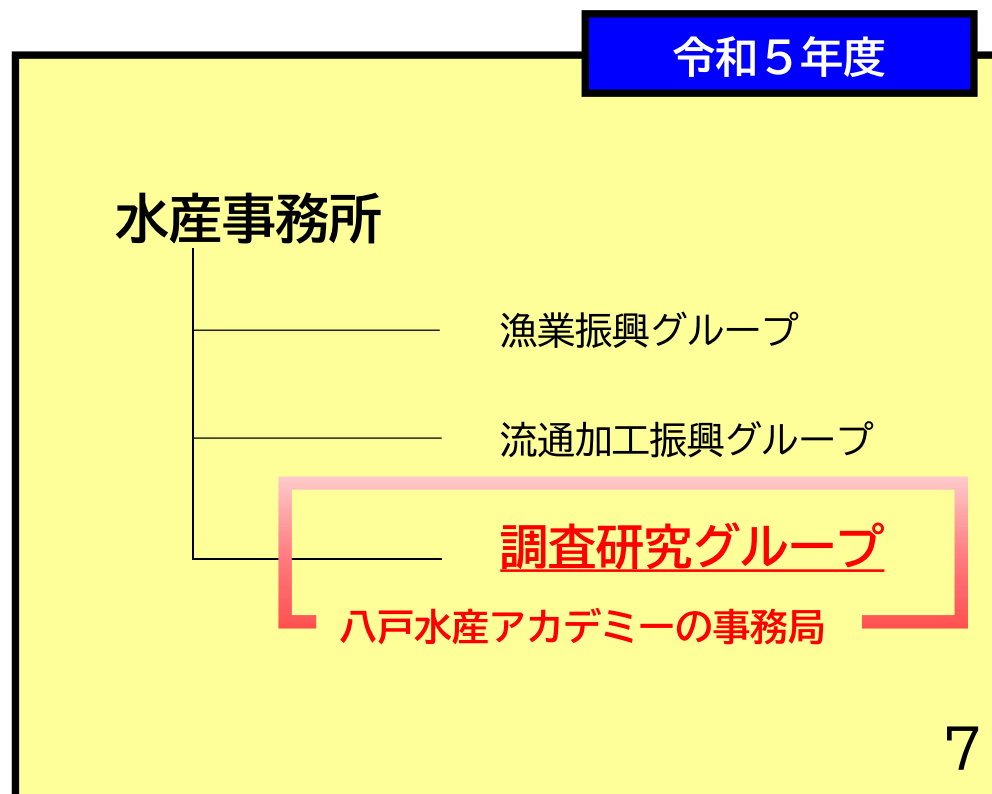 令和５年度
水産事務所
漁業振興グループ
流通加工振興グループ
調査研究グループ
八戸水産アカデミーの事務局
7